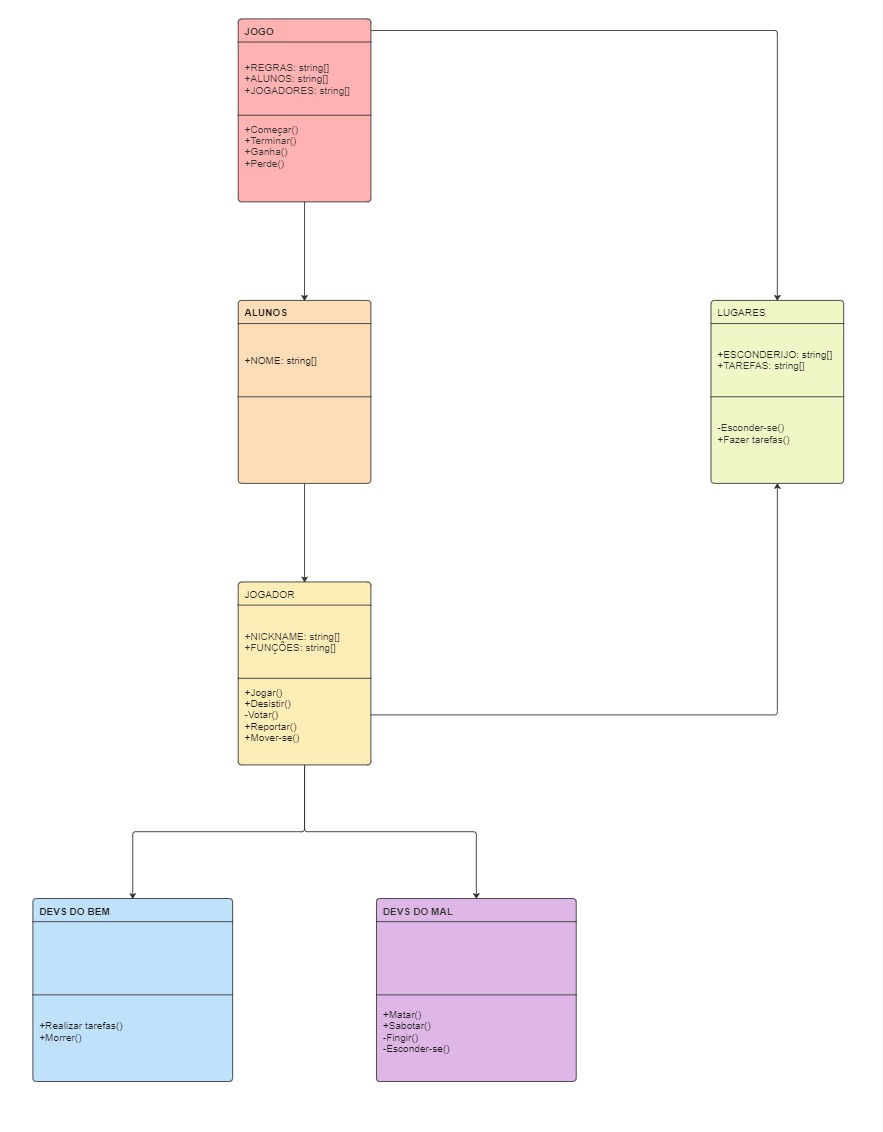 JOGO
+REGRAS: string[]
+ALUNOS: string[]
+JOGADORES: string[]
+Começar()
+Terminar()
+Ganha()
+Perde()
ALUNOS
+NOME: string[]
LUGARES
+ESCONDERIJO: string[]
+TAREFAS: string[]
-Esconder-se()
+Fazer tarefas()
JOGADOR
+NICKNAME: string[]
+FUNÇÕES: string[]
+Jogar()
+Desistir()
-Votar()
+Reportar()
+Mover-se()
DEVS DO BEM
+Realizar tarefas()
+Morrer()
DEVS DO MAL
+Matar()
+Sabotar()
-Fingir()
-Esconder-se()